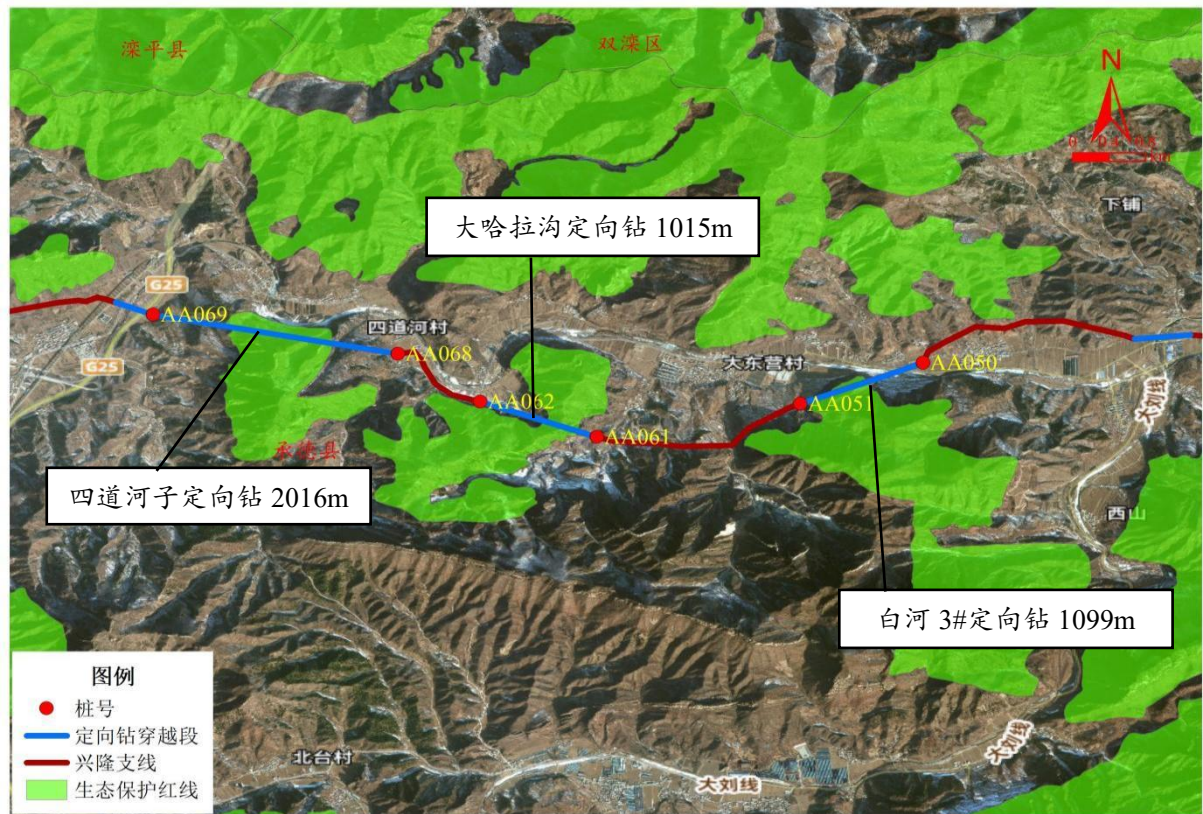 滦平县
双滦区
N
下铺
大哈拉沟定向钻 1015m
G25
AA069
四道河村
AA068
大东营村
AA050
G25
AA062
AA051
大刘线
AA061
承德县
四道河子定向钻 2016m
西山
白河 3#定向钻 1099m
图例
桩号
定向钻穿越段
兴隆支线
生态保护红线
北台村
大刘线
大刘线